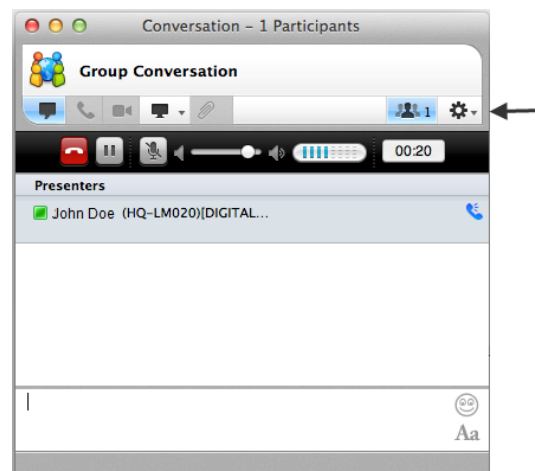 Conversation – 1 Participants
Group Conversation
1
00:20
Presenters
John Doe (HQ-LM020)[DIGITAL...
Aa